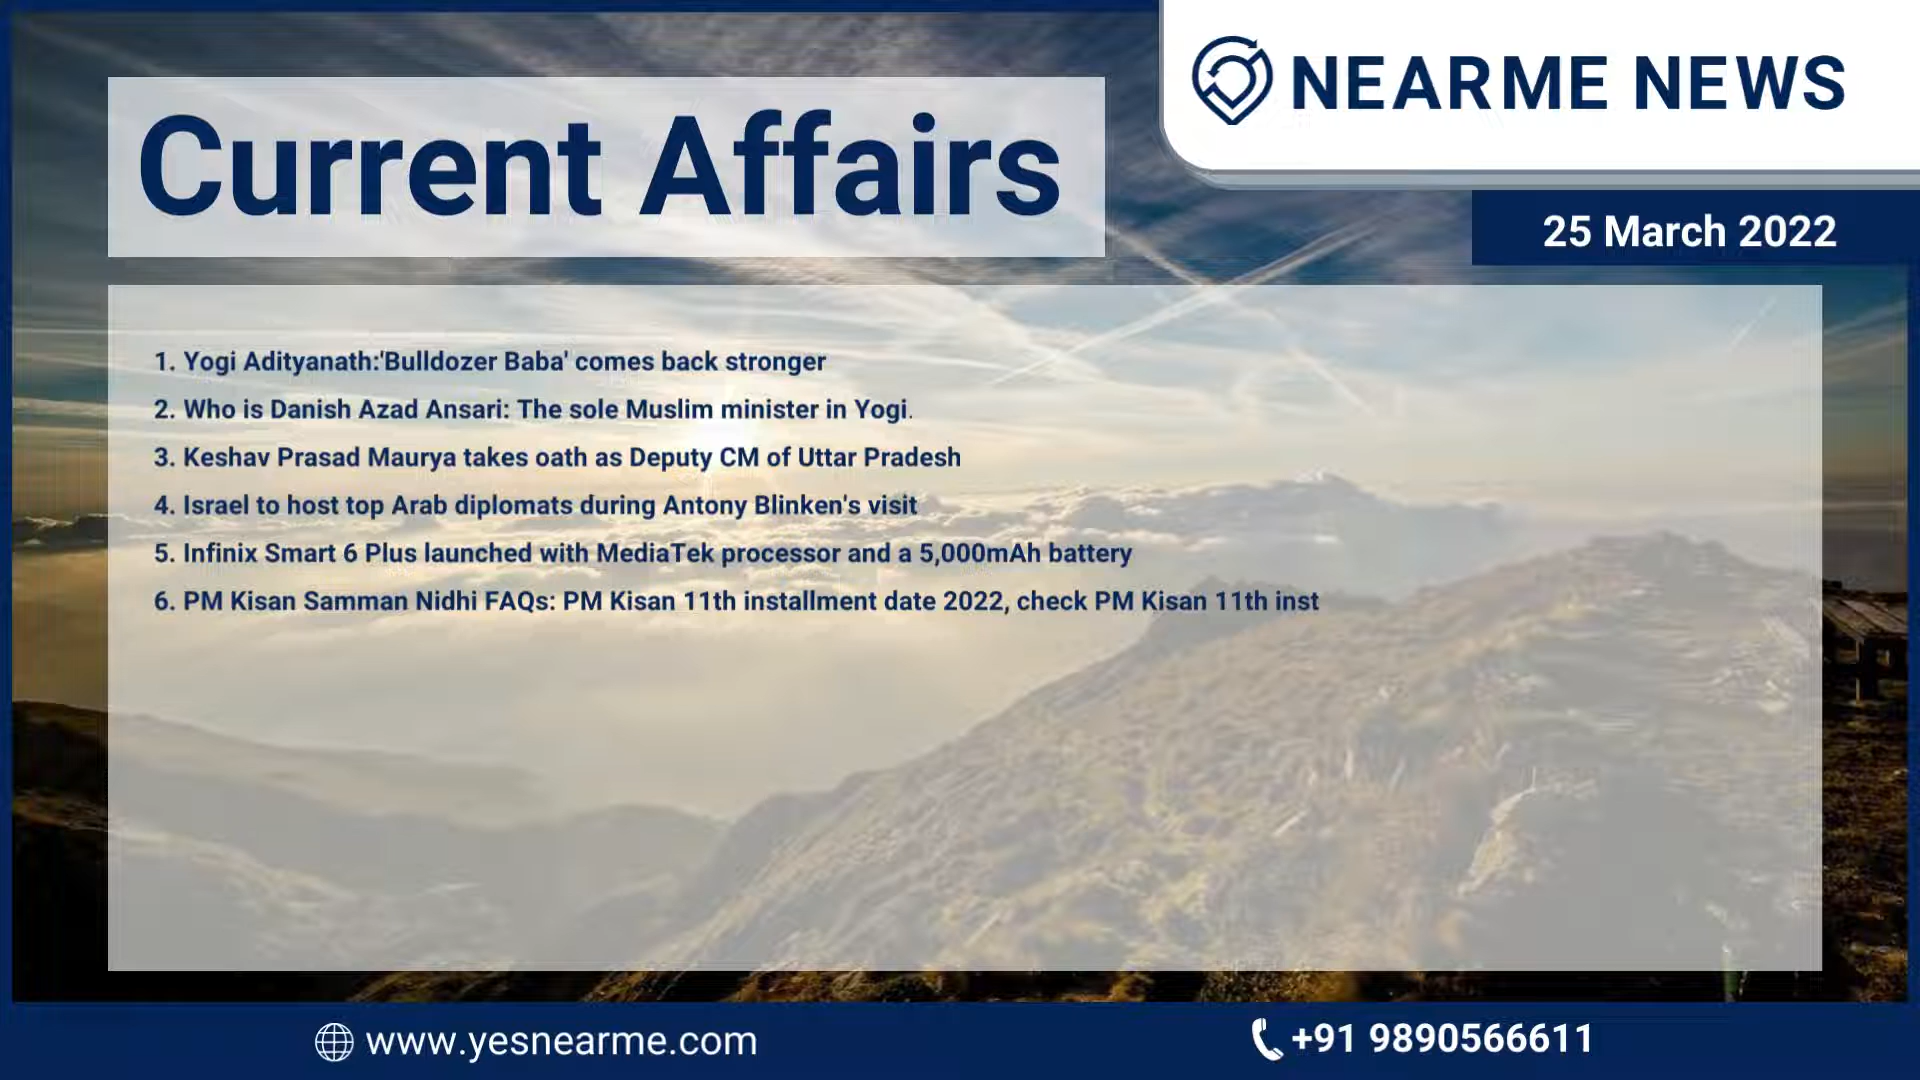 NEARME NEWS
Current Affairs
25 March 2022
1. Yogi Adityanath:'Bulldozer Baba' comes back stronger
2. Who is Danish Azad Ansari: The sole Muslim minister in Yogi.
3. Keshav Prasad Maurya takes oath as Deputy CM of Uttar Pradesh
4. Israel to host top Arab diplomats during Antony Blinken's visit
5. Infinix Smart 6 Plus launched with MediaTek processor and a 5,000mAh battery
6. PM Kisan Samman Nidhi FAQs: PM Kisan 11th installment date 2022, check PM Kisan 11th inst
www.yesnearme.com
+91 9890566611